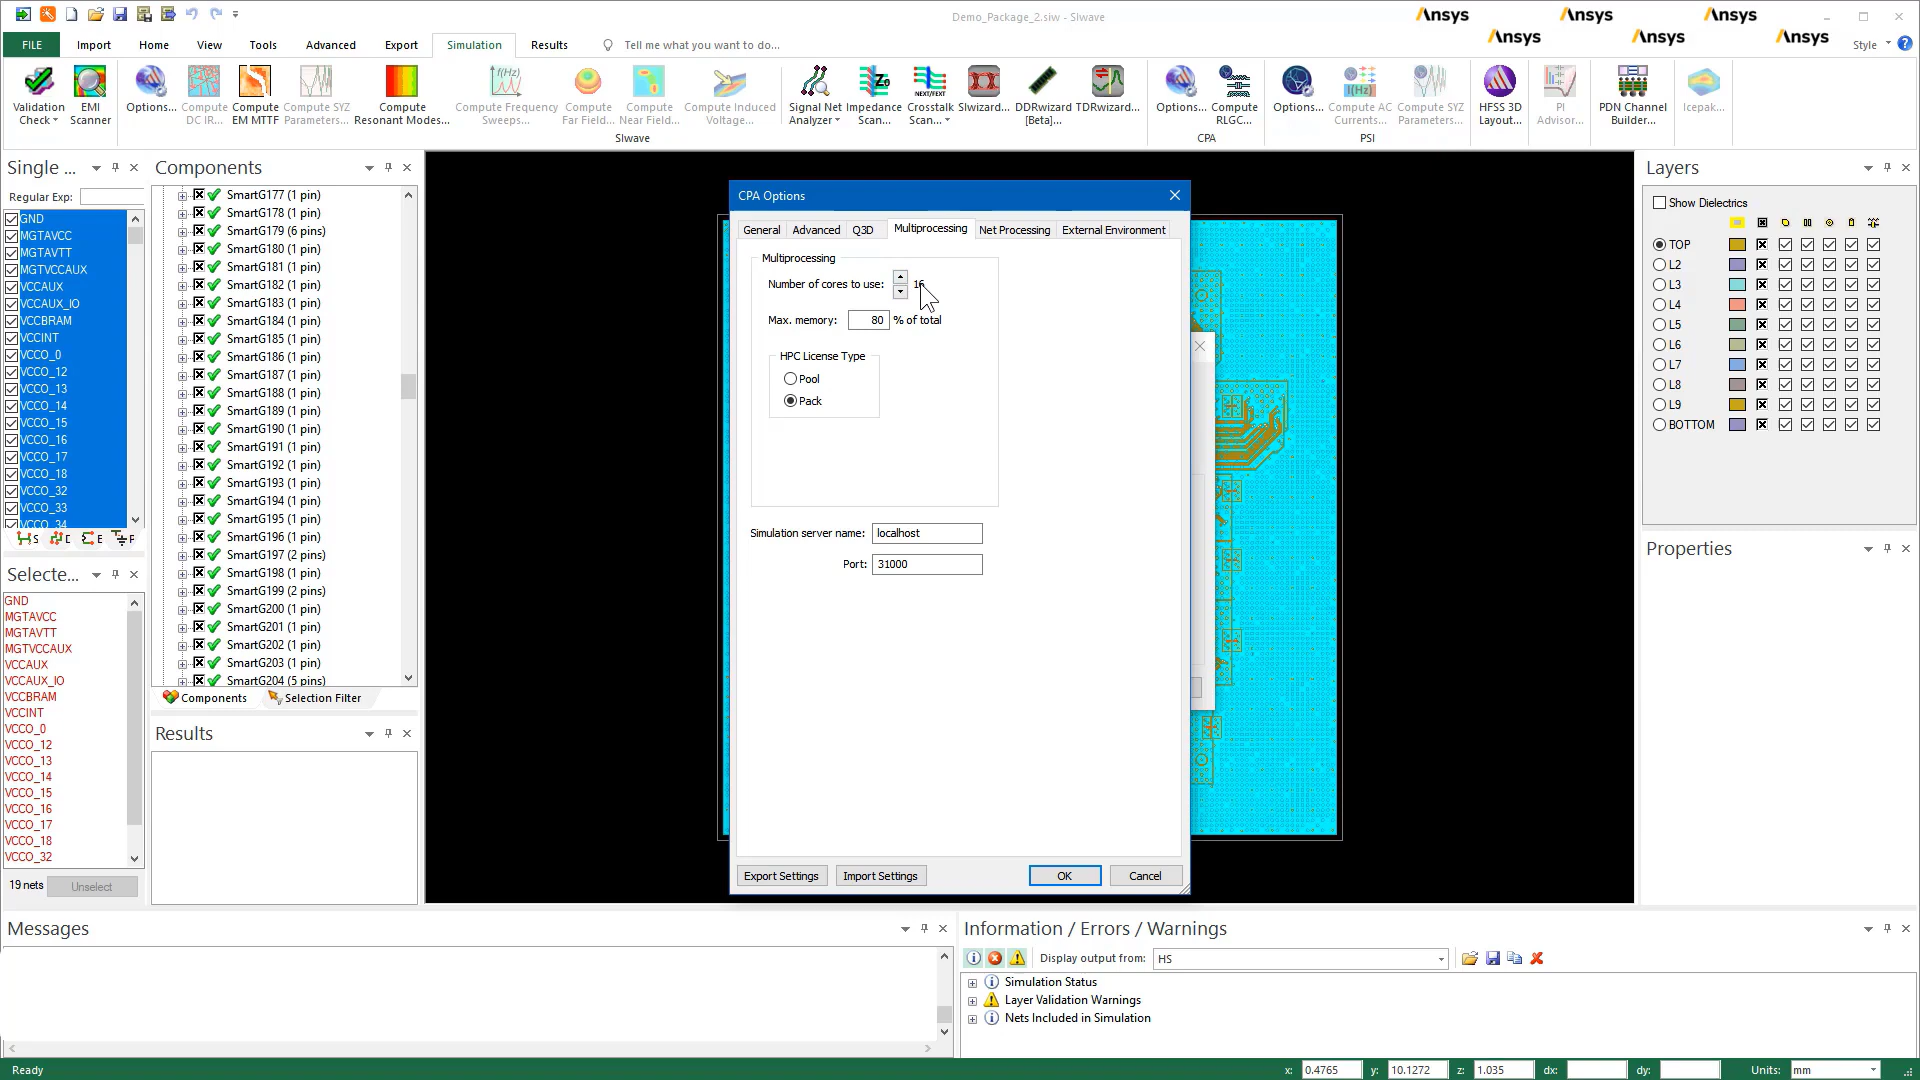 Demo_Package_2.siw - SIwave
Ansys Ansys Ansys
Ansys Ansys Ansys
FILE Import Home View Tools Advanced Export Simulation Results Tell me what you want to do... Style
Validation Check EMI Scanner Options... Compute DC IR... Compute EM MTTF Compute SYZ Parameters... Compute Resonant Modes... Compute Frequency Sweeps... Compute Far Field... Compute Near Field... Compute Induced Voltage... Signal Net Analyzer Impedance Scan... Crosstalk Scan... SIwizard... DDRwizard [Beta]... TDRwizard... Options... Compute RLGC... Options... Compute AC Currents... Compute SYZ Parameters... HFSS 3D Layout... PI Advisor... PDN Channel Builder... Icepak...
SIwave CPA PSI
Single ...
Regular Exp:
GND
MGTAVCC
MGTAVTT
MGTVCCAUX
VCCAUX
VCCAUX_IO
VCCBRAM
VCCINT
VCCO_0
VCCO_12
VCCO_13
VCCO_14
VCCO_15
VCCO_16
VCCO_17
VCCO_18
VCCO_32
VCCO_33
VCCO_34
S E F
Selecte...
GND
MGTAVCC
MGTAVTT
MGTVCCAUX
VCCAUX
VCCAUX_IO
VCCBRAM
VCCINT
VCCO_0
VCCO_12
VCCO_13
VCCO_14
VCCO_15
VCCO_16
VCCO_17
VCCO_18
VCCO_32
19 nets Unselect
Components
SmartG177 (1 pin)
SmartG178 (1 pin)
SmartG179 (6 pins)
SmartG180 (1 pin)
SmartG181 (1 pin)
SmartG182 (1 pin)
SmartG183 (1 pin)
SmartG184 (1 pin)
SmartG185 (1 pin)
SmartG186 (1 pin)
SmartG187 (1 pin)
SmartG188 (1 pin)
SmartG189 (1 pin)
SmartG190 (1 pin)
SmartG191 (1 pin)
SmartG192 (1 pin)
SmartG193 (1 pin)
SmartG194 (1 pin)
SmartG195 (1 pin)
SmartG196 (1 pin)
SmartG197 (2 pins)
SmartG198 (1 pin)
SmartG199 (2 pins)
SmartG200 (1 pin)
SmartG201 (1 pin)
SmartG202 (1 pin)
SmartG203 (1 pin)
SmartG204 (5 pins)
Components Selection Filter
Results
CPA Options
General Advanced Q3D Multiprocessing Net Processing External Environment
Multiprocessing
Number of cores to use:
Max. memory: 80 % of total
HPC License Type
Pool
Pack
Simulation server name: localhost
Port: 31000
Export Settings Import Settings OK Cancel
Layers
Show Dielectrics
TOP
L2
L3
L4
L5
L6
L7
L8
L9
BOTTOM
Properties
Messages
Information / Errors / Warnings
Display output from: HS
Simulation Status
Layer Validation Warnings
Nets Included in Simulation
Ready x: 0.4765 y: 10.1272 z: 1.035 dx: dy: Units: mm